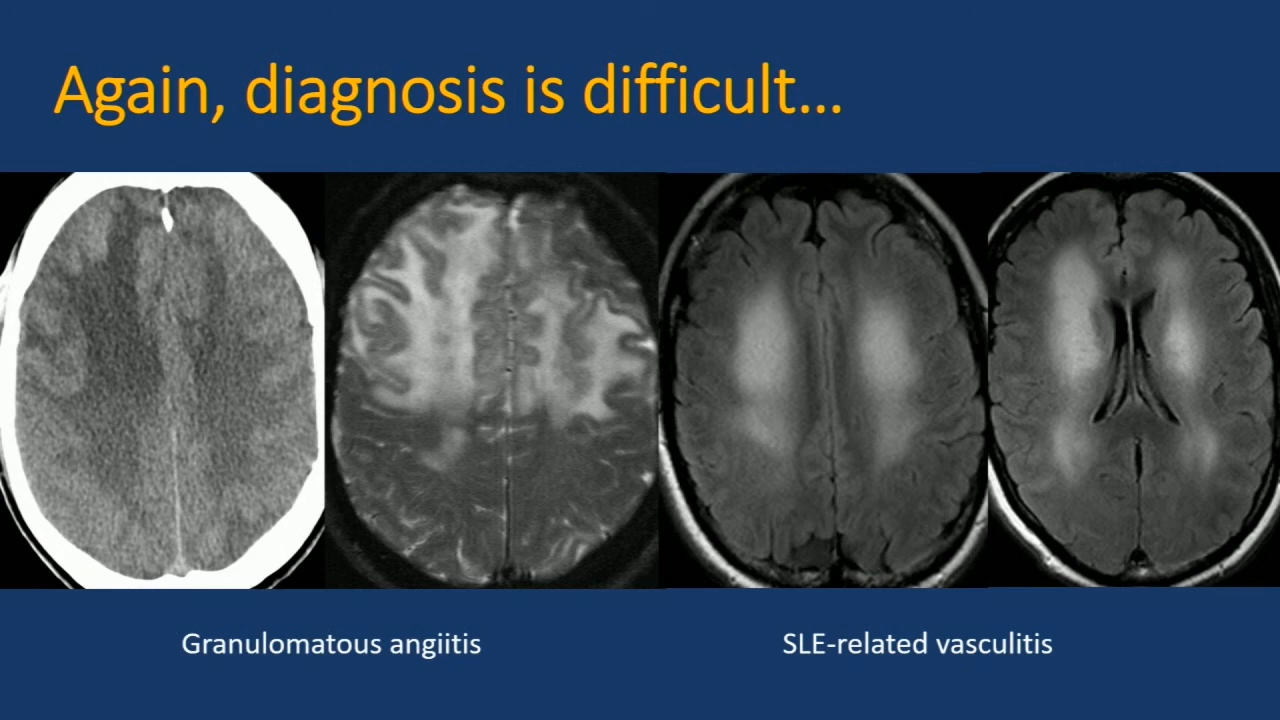 Again, diagnosis is difficult...
Granulomatous angiitis
SLE-related vasculitis